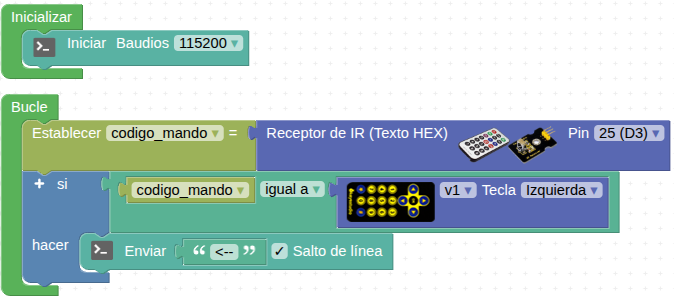 Inicializar
Iniciar Baudios 115200
Bucle
Establecer codigo_mando = Receptor de IR (Texto HEX) Pin 25 (D3)
+ si codigo_mando igual a v1 Tecla Izquierda
hacer Enviar “ <-- ” ✓ Salto de línea